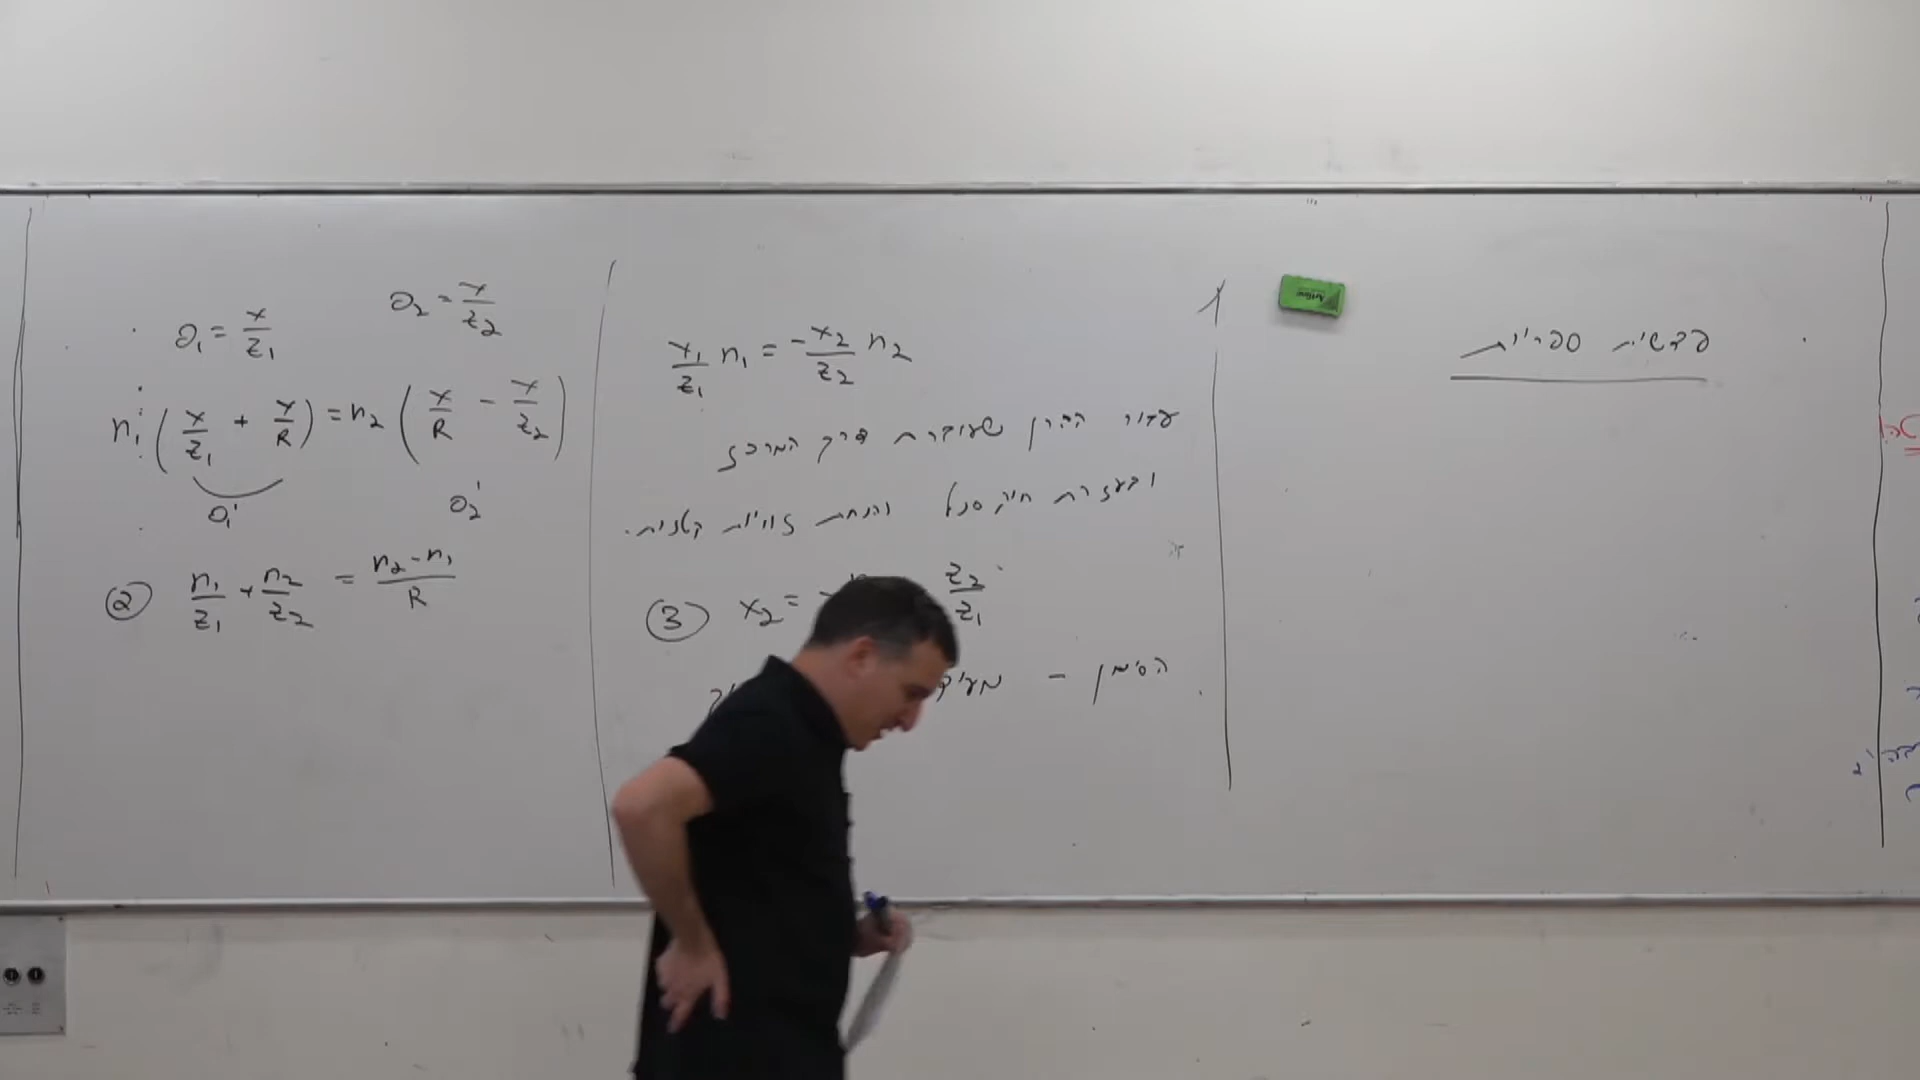 θ₁ = x/z₁   θ₂ = x/z₂
n₁ (x/z₁ + x/R) = n₂ (x/R - x/z₂)
θ₁'   θ₂'
② n₁/z₁ + n₂/z₂ = (n₂-n₁)/R
x₁/z₁ n₁ = -x₂/z₂ n₂
עבור הקרן שעוברת דרך המרכז
ובעזרת חוק סנל והנחת זוויות קטנות.
③ x₂ = - z₂/z₁
הסימן -
עדשות ספריות